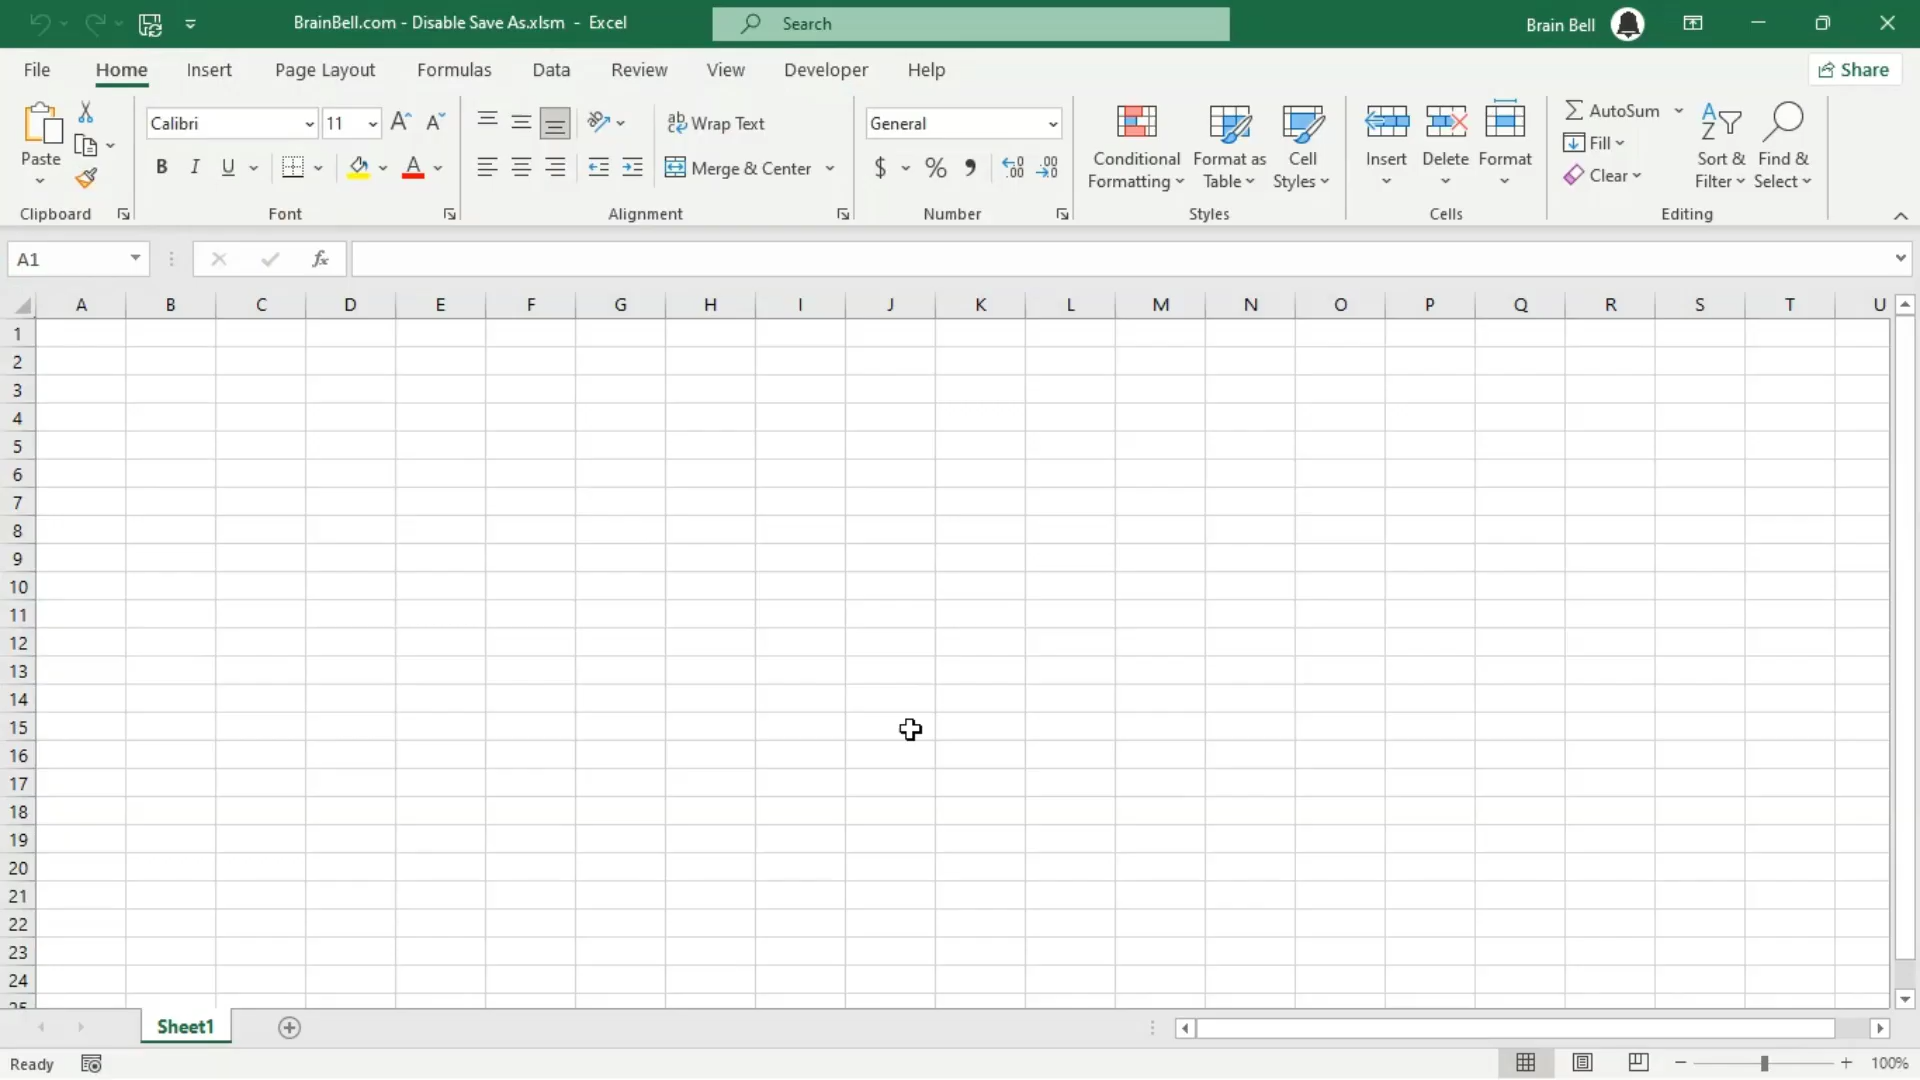 BrainBell.com - Disable Save As.xlsm - Excel
Search
Brain Bell
File Home Insert Page Layout Formulas Data Review View Developer Help
Share
Calibri 11
Wrap Text
General
AutoSum
Fill
Paste
B I U
A
Merge & Center
$ % 9
Conditional Formatting
Format as Table
Cell Styles
Insert Delete Format
Clear
Sort & Filter
Find & Select
Clipboard Font Alignment Number Styles Cells Editing
A1
fx
A B C D E F G H I J K L M N O P Q R S T U
1
2
3
4
5
6
7
8
9
10
11
12
13
14
15
16
17
18
19
20
21
22
23
24
25
Sheet1
Ready
100%